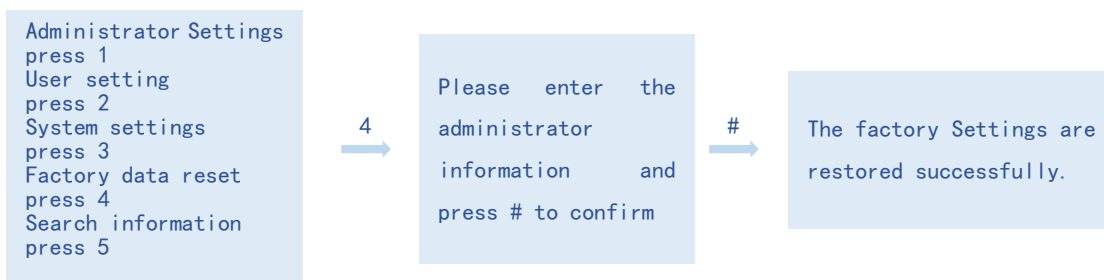 Administrator Settings
press 1
User setting
press 2
System settings
press 3
Factory data reset
press 4
Search information
press 5
4
Please enter the
administrator
information and
press # to confirm
#
The factory Settings are
restored successfully.